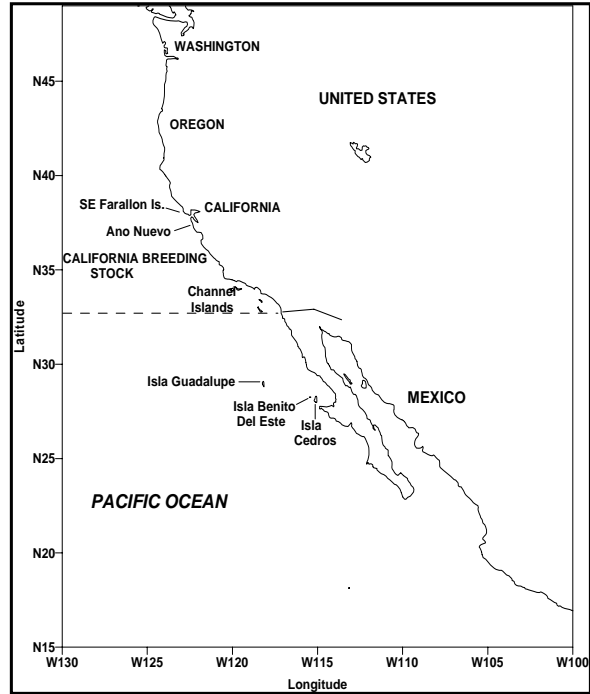 WASHINGTON
N45
UNITED STATES
OREGON
N40
SE Farallon Is.
CALIFORNIA
Ano Nuevo
CALIFORNIA BREEDING
STOCK
N35
Channel
Islands
Latitude
N30
Isla Guadalupe
MEXICO
Isla Benito
Del Este
Isla
Cedros
N25
PACIFIC OCEAN
N20
N15
W130 W125 W120 W115 W110 W105 W100
Longitude